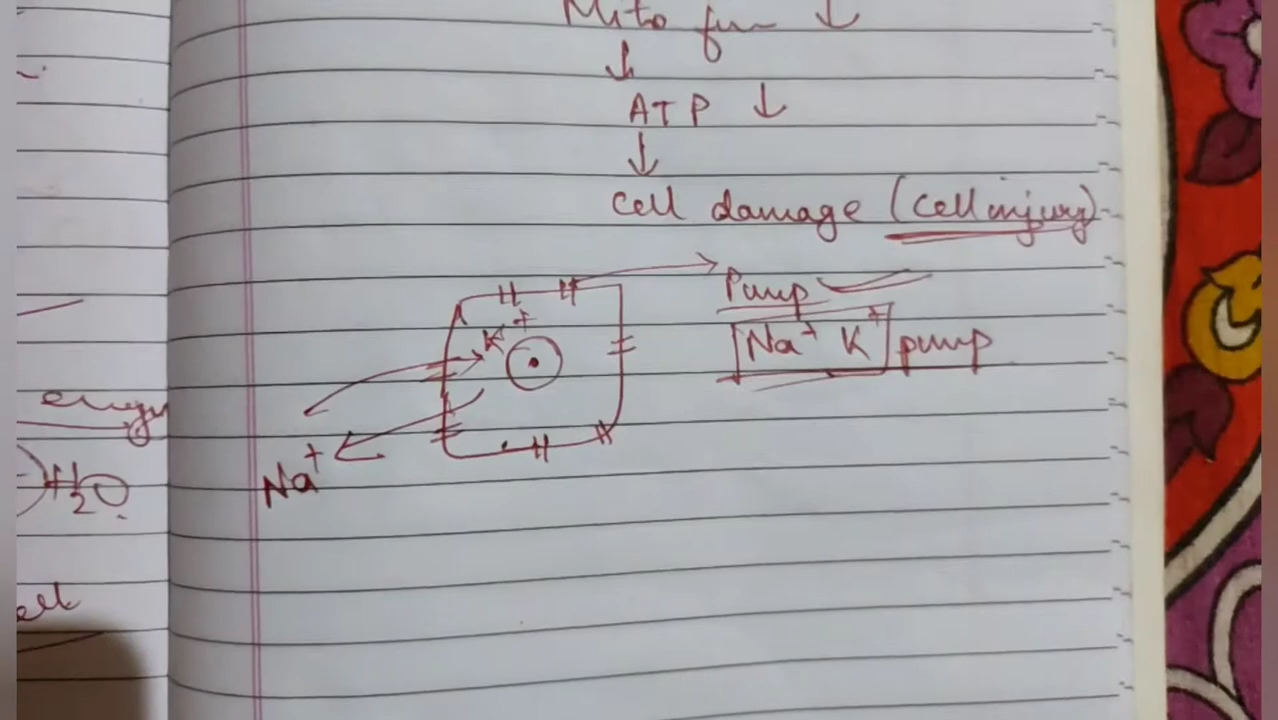 Mito fun ↓
↓
ATP ↓
↓
Cell damage (Cell injury)
Pump
Na+ K+ pump
K+
Na+
H2O